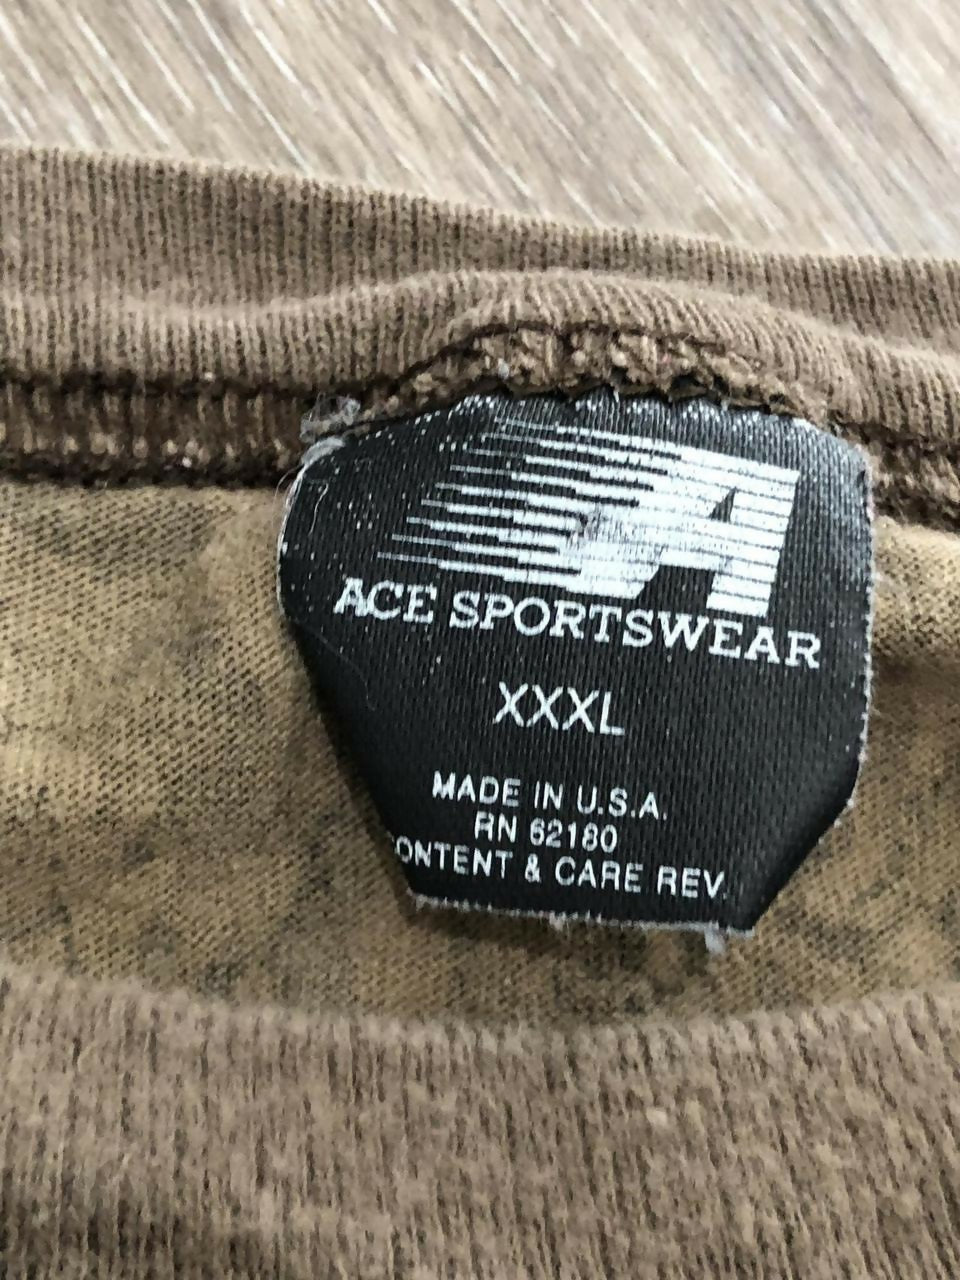 A
ACE SPORTSWEAR
XXXL
MADE IN U.S.A.
RN 62180
ONTENT & CARE REV.